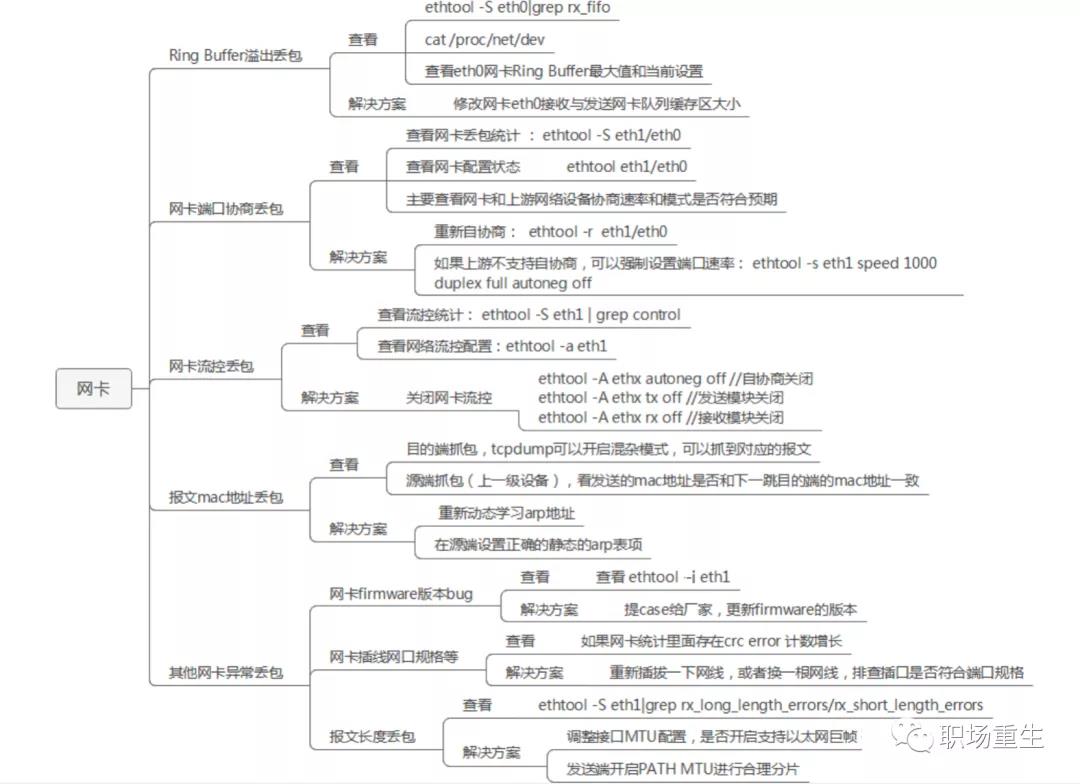 ethtool -S eth0|grep rx_fifo
查看
cat /proc/net/dev
Ring Buffer溢出丢包
查看eth0网卡Ring Buffer最大值和当前设置
解决方案
修改网卡eth0接收与发送网卡队列缓存区大小
查看网卡丢包统计 ： ethtool -S eth1/eth0
查看
查看网卡配置状态 ethtool eth1/eth0
主要查看网卡和上游网络设备协商速率和模式是否符合预期
网卡端口协商丢包
重新自协商： ethtool -r eth1/eth0
解决方案
如果上游不支持自协商，可以强制设置端口速率： ethtool -s eth1 speed 1000
duplex full autoneg off
查看流控统计： ethtool -S eth1 | grep control
查看
查看网络流控配置：ethtool -a eth1
网卡流控丢包
网卡
ethtool -A ethx autoneg off //自协商关闭
解决方案
关闭网卡流控
ethtool -A ethx tx off //发送模块关闭
ethtool -A ethx rx off //接收模块关闭
目的端抓包，tcpdump可以开启混杂模式，可以抓到对应的报文
查看
源端抓包（上一级设备），看发送的mac地址是否和下一跳目的端的mac地址一致
报文mac地址丢包
重新动态学习arp地址
解决方案
在源端设置正确的静态的arp表项
查看
查看 ethtool -i eth1
网卡firmware版本bug
解决方案
提case给厂家，更新firmware的版本
查看
如果网卡统计里面存在crc error 计数增长
网卡插线网口规格等
其他网卡异常丢包
解决方案
重新插拔一下网线，或者换一根网线，排查插口是否符合端口规格
查看
ethtool -S eth1|grep rx_long_length_errors/rx_short_length_errors
报文长度丢包
调整接口MTU配置，是否开启支持以太网巨帧
解决方案
发送端开启PATH MTU进行合理分片
职场重生